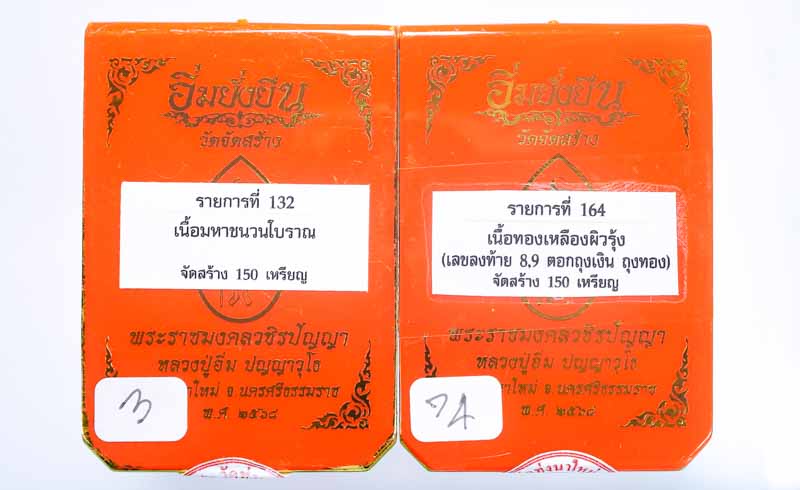 อิ่มยั่งยืน
วัดจัดสร้าง
รายการที่ 132
เนื้อมหาชนวนโบราณ
จัดสร้าง 150 เหรียญ
พระราชมงคลวชิรปัญญา
หลวงปู่อิ่ม ปญฺญาวุโธ
จ.นครศรีธรรมราช
พ.ศ. ๒๕๖๘
3
อิ่มยั่งยืน
วัดจัดสร้าง
รายการที่ 164
เนื้อทองเหลืองผิวรุ้ง
(เลขลงท้าย 8,9 ตอกถุงเงิน ถุงทอง)
จัดสร้าง 150 เหรียญ
พระราชมงคลวชิรปัญญา
หลวงปู่อิ่ม ปญฺญาวุโธ
จ.นครศรีธรรมราช
พ.ศ. ๒๕๖๘
74